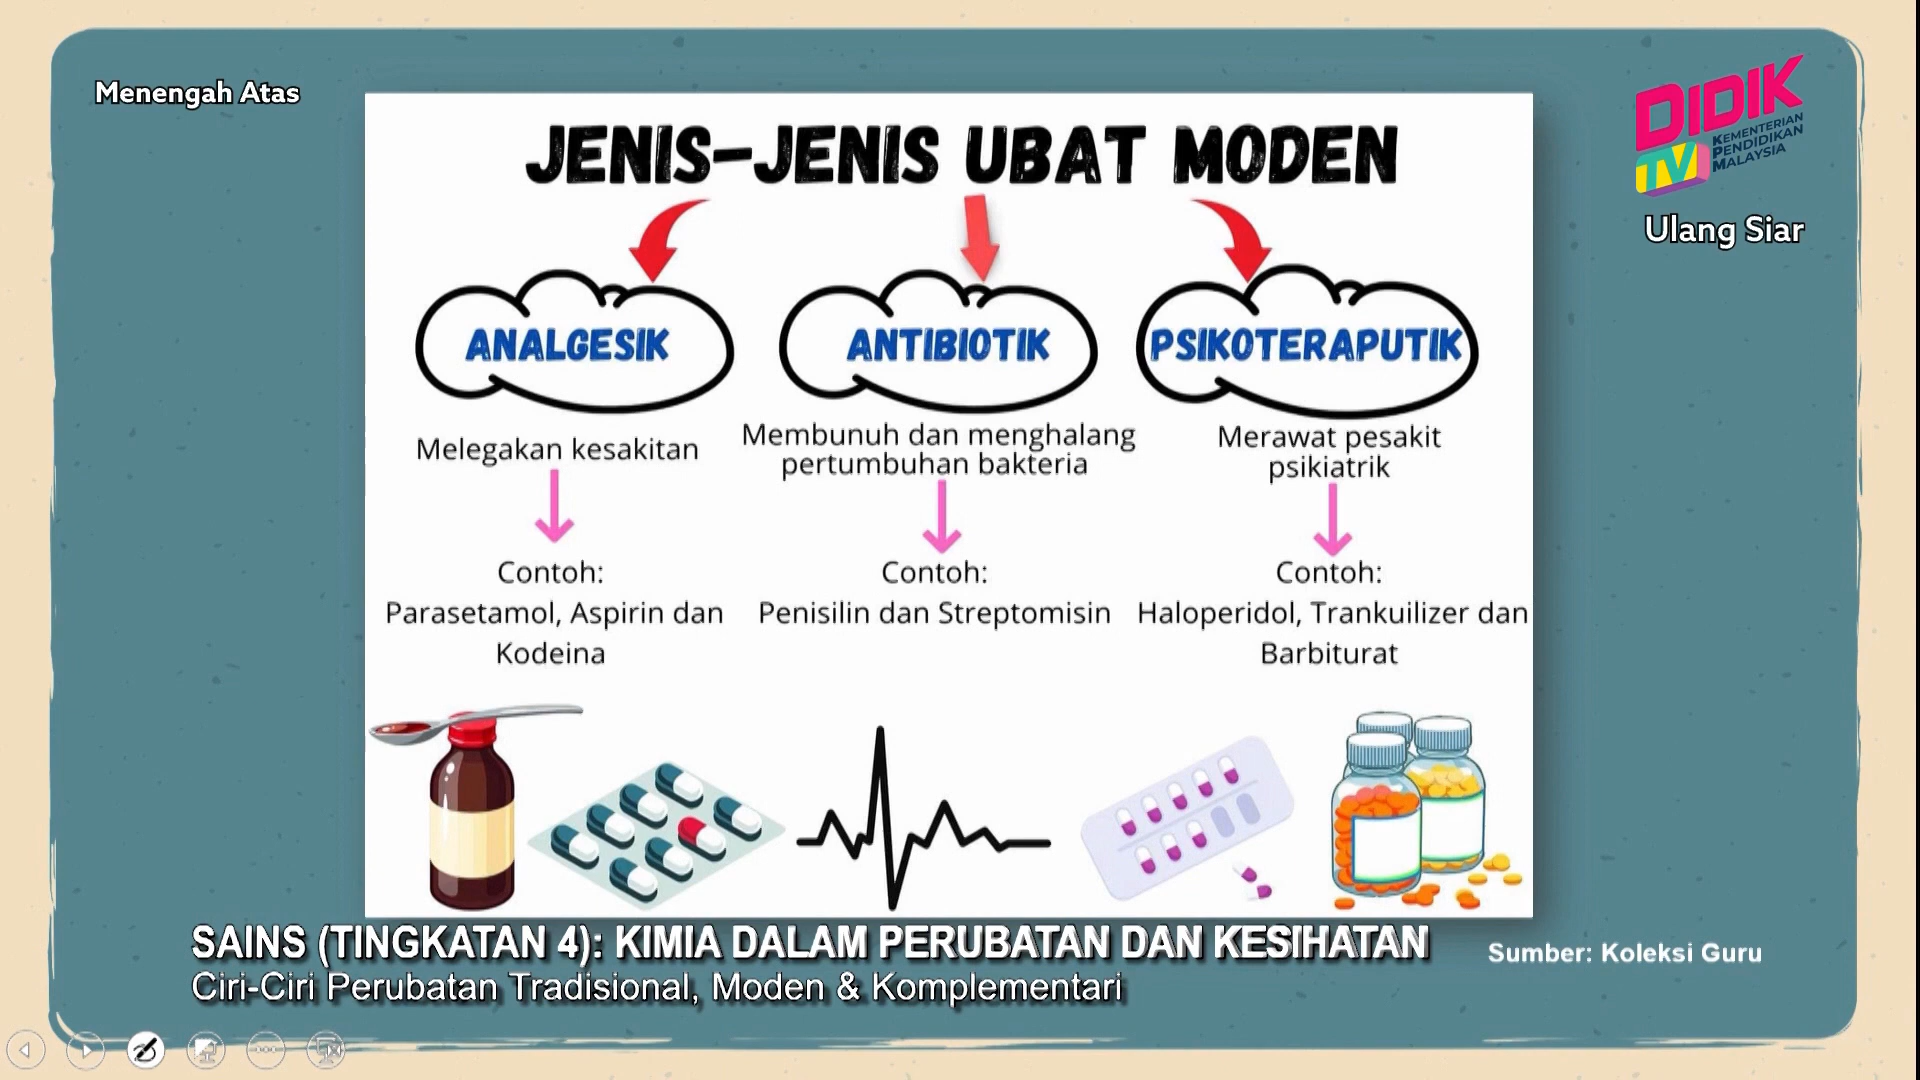 Menengah Atas
DIDIK
TV
KEMENTERIAN
PENDIDIKAN
MALAYSIA
Ulang Siar
JENIS-JENIS UBAT MODEN
ANALGESIK
Melegakan kesakitan
Contoh:
Parasetamol, Aspirin dan
Kodeina
ANTIBIOTIK
Membunuh dan menghalang
pertumbuhan bakteria
Contoh:
Penisilin dan Streptomisin
PSIKOTERAPUTIK
Merawat pesakit
psikiatrik
Contoh:
Haloperidol, Trankuilizer dan
Barbiturat
SAINS (TINGKATAN 4): KIMIA DALAM PERUBATAN DAN KESIHATAN
Ciri-Ciri Perubatan Tradisional, Moden & Komplementari
Sumber: Koleksi Guru